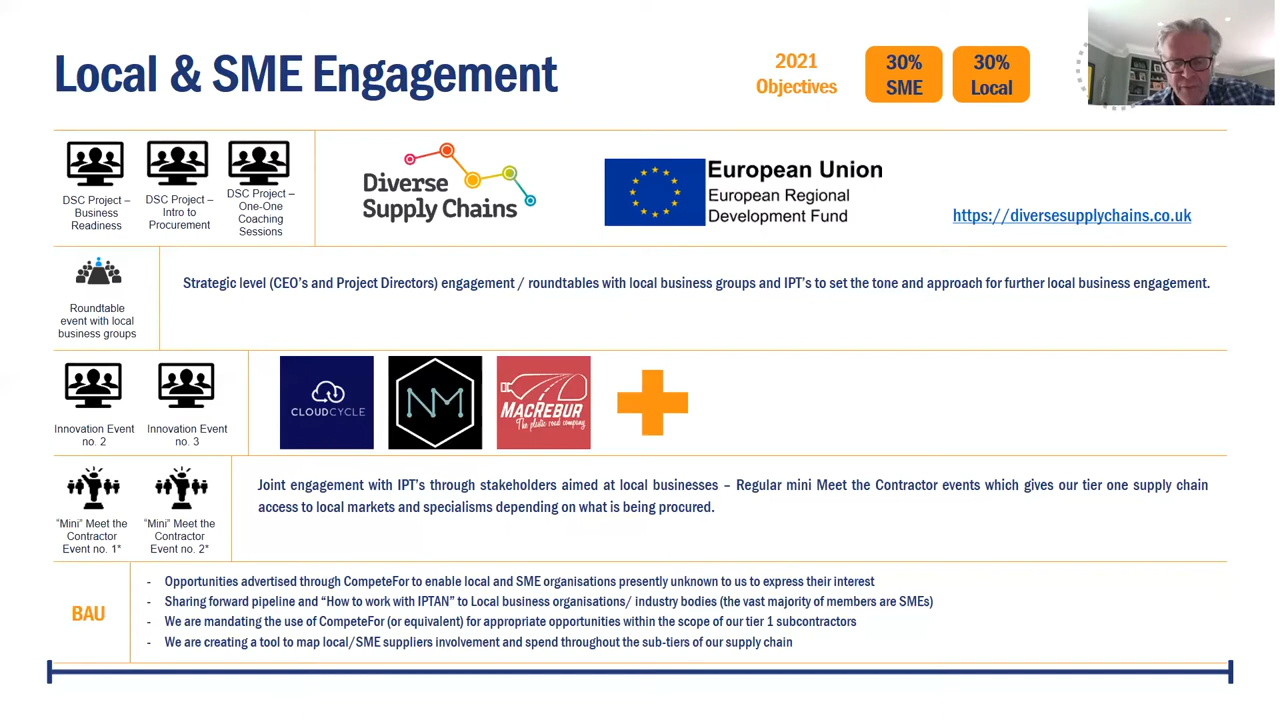 Local & SME Engagement
2021
Objectives
30%
SME
30%
Local
DSC Project –
Business
Readiness
DSC Project –
Intro to
Procurement
DSC Project –
One-One
Coaching
Sessions
Diverse
Supply Chains
European Union
European Regional
Development Fund
https://diversesupplychains.co.uk
Roundtable
event with local
business groups
Strategic level (CEO's and Project Directors) engagement / roundtables with local business groups and IPT's to set the tone and approach for further local business engagement.
Innovation Event
no. 2
Innovation Event
no. 3
CLOUDCYCLE
NM
MACREBUR
The plastic road company
"Mini" Meet the
Contractor
Event no. 1*
"Mini" Meet the
Contractor
Event no. 2*
Joint engagement with IPT's through stakeholders aimed at local businesses – Regular mini Meet the Contractor events which gives our tier one supply chain
access to local markets and specialisms depending on what is being procured.
BAU
- Opportunities advertised through CompeteFor to enable local and SME organisations presently unknown to us to express their interest
- Sharing forward pipeline and "How to work with IPTAN" to Local business organisations/ industry bodies (the vast majority of members are SMEs)
- We are mandating the use of CompeteFor (or equivalent) for appropriate opportunities within the scope of our tier 1 subcontractors
- We are creating a tool to map local/SME suppliers involvement and spend throughout the sub-tiers of our supply chain